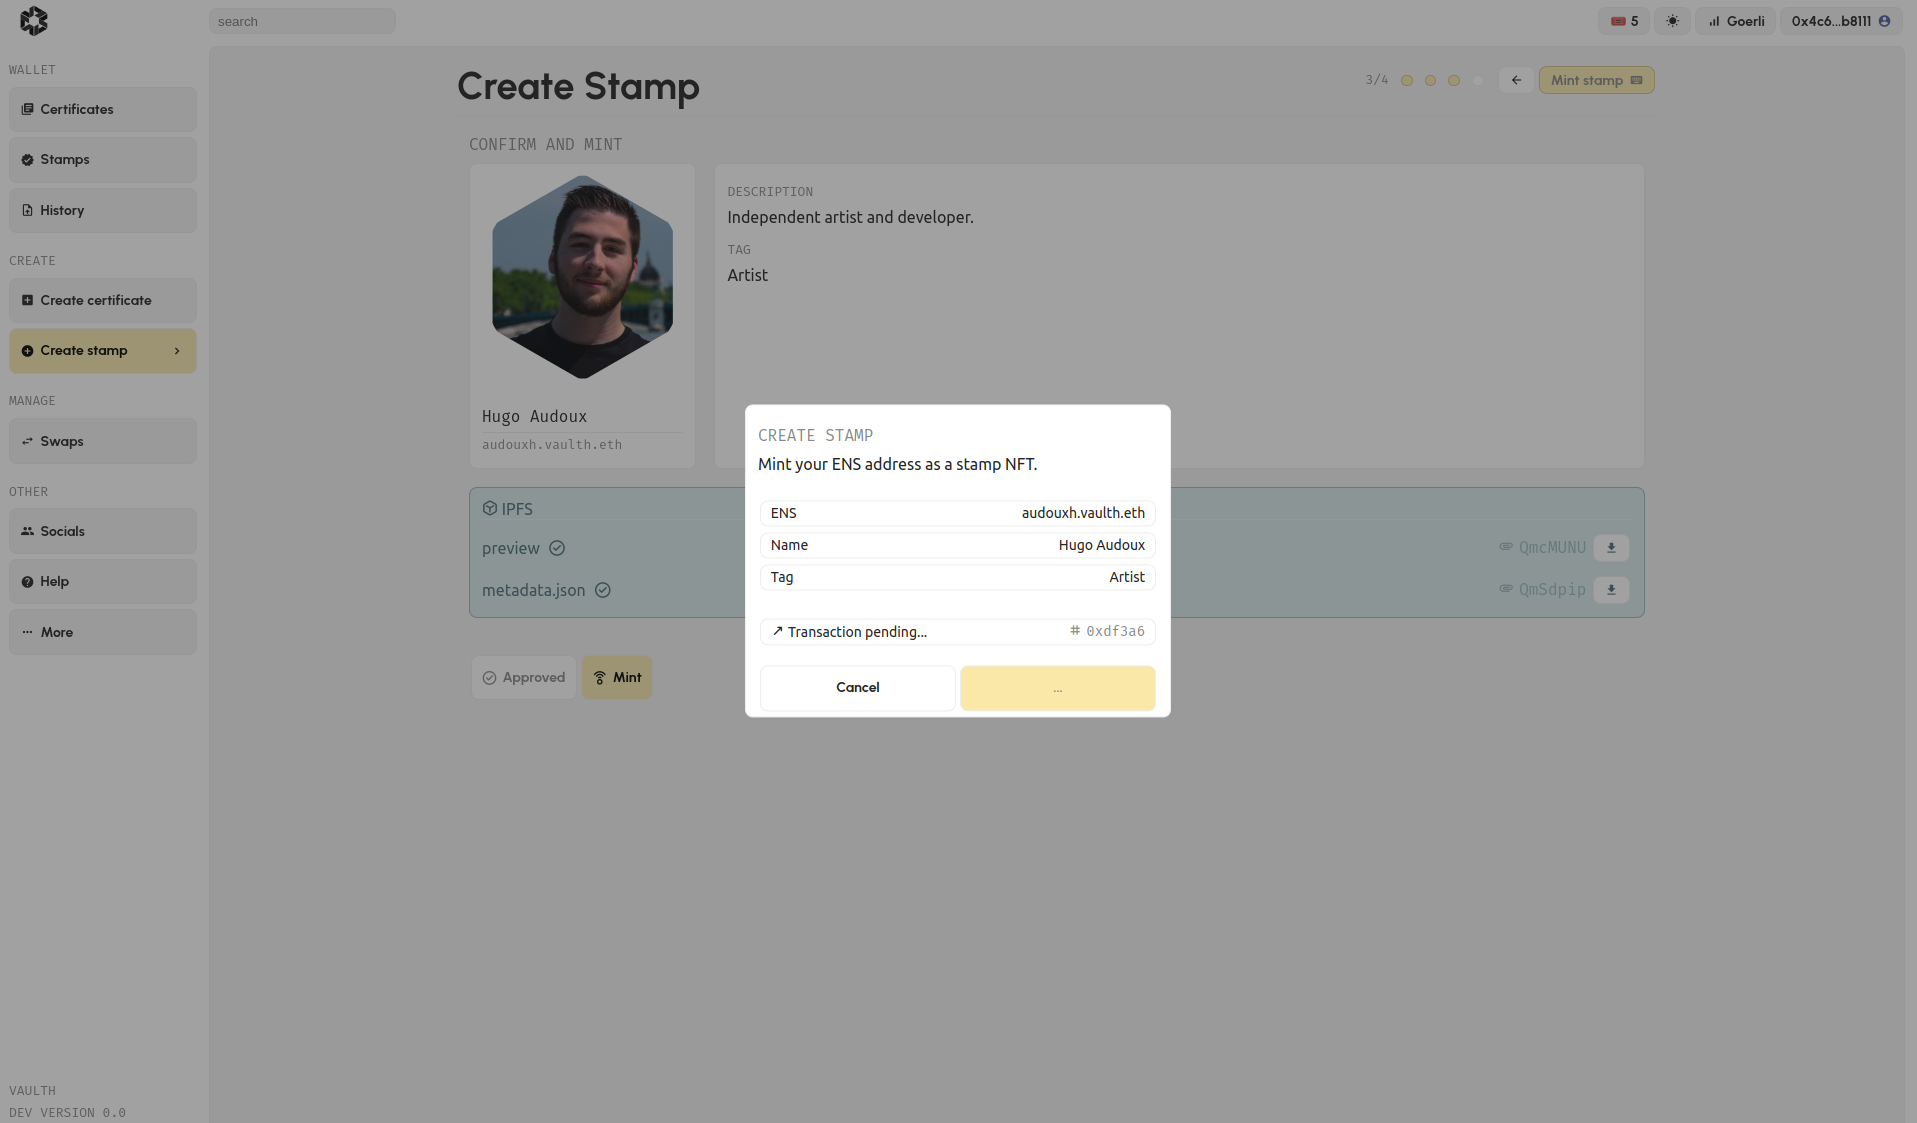 search
5
Goerli
0x4c6...b8111
WALLET
Certificates
Stamps
History
CREATE
Create certificate
Create stamp
MANAGE
Swaps
OTHER
Socials
Help
More
VAULTH
DEV VERSION 0.0
Create Stamp
3/4
Mint stamp
CONFIRM AND MINT
Hugo Audoux
audouxh.vaulth.eth
DESCRIPTION
Independent artist and developer.
TAG
Artist
IPFS
preview
QmcMUNU
metadata.json
QmSdpip
Approved
Mint
CREATE STAMP
Mint your ENS address as a stamp NFT.
ENS audouxh.vaulth.eth
Name Hugo Audoux
Tag Artist
Transaction pending... # 0xdf3a6
Cancel
...